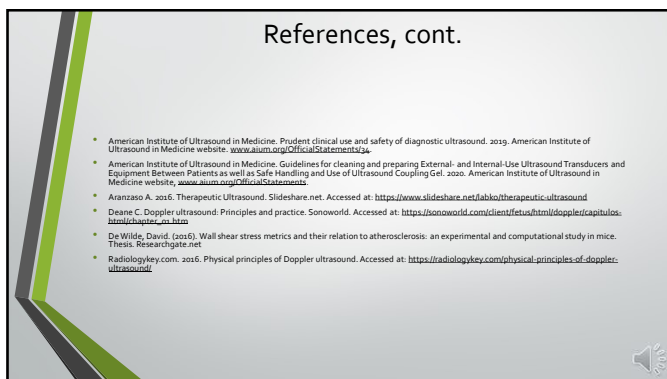 References, cont.
• American Institute of Ultrasound in Medicine. Prudent clinical use and safety of diagnostic ultrasound. 2019. American Institute of
Ultrasound in Medicine website. www.aium.org/OfficialStatements/34.
• American Institute of Ultrasound in Medicine. Guidelines for cleaning and preparing External- and Internal-Use Ultrasound Transducers and
Equipment Between Patients as well as Safe Handling and Use of Ultrasound Coupling Gel. 2020. American Institute of Ultrasound in
Medicine website, www.aium.org/OfficialStatements.
• Aranzaso A. 2016. Therapeutic Ultrasound. Slideshare.net. Accessed at: https://www.slideshare.net/labko/therapeutic-ultrasound
• Deane C. Doppler ultrasound: Principles and practice. Sonoworld. Accessed at: https://sonoworld.com/client/fetus/html/doppler/capitulos-
html/chapter_01.htm
• De Wilde, David. (2016). Wall shear stress metrics and their relation to atherosclerosis: an experimental and computational study in mice.
Thesis. Researchgate.net
• Radiologykey.com. 2016. Physical principles of Doppler ultrasound. Accessed at: https://radiologykey.com/physical-principles-of-doppler-
ultrasound/